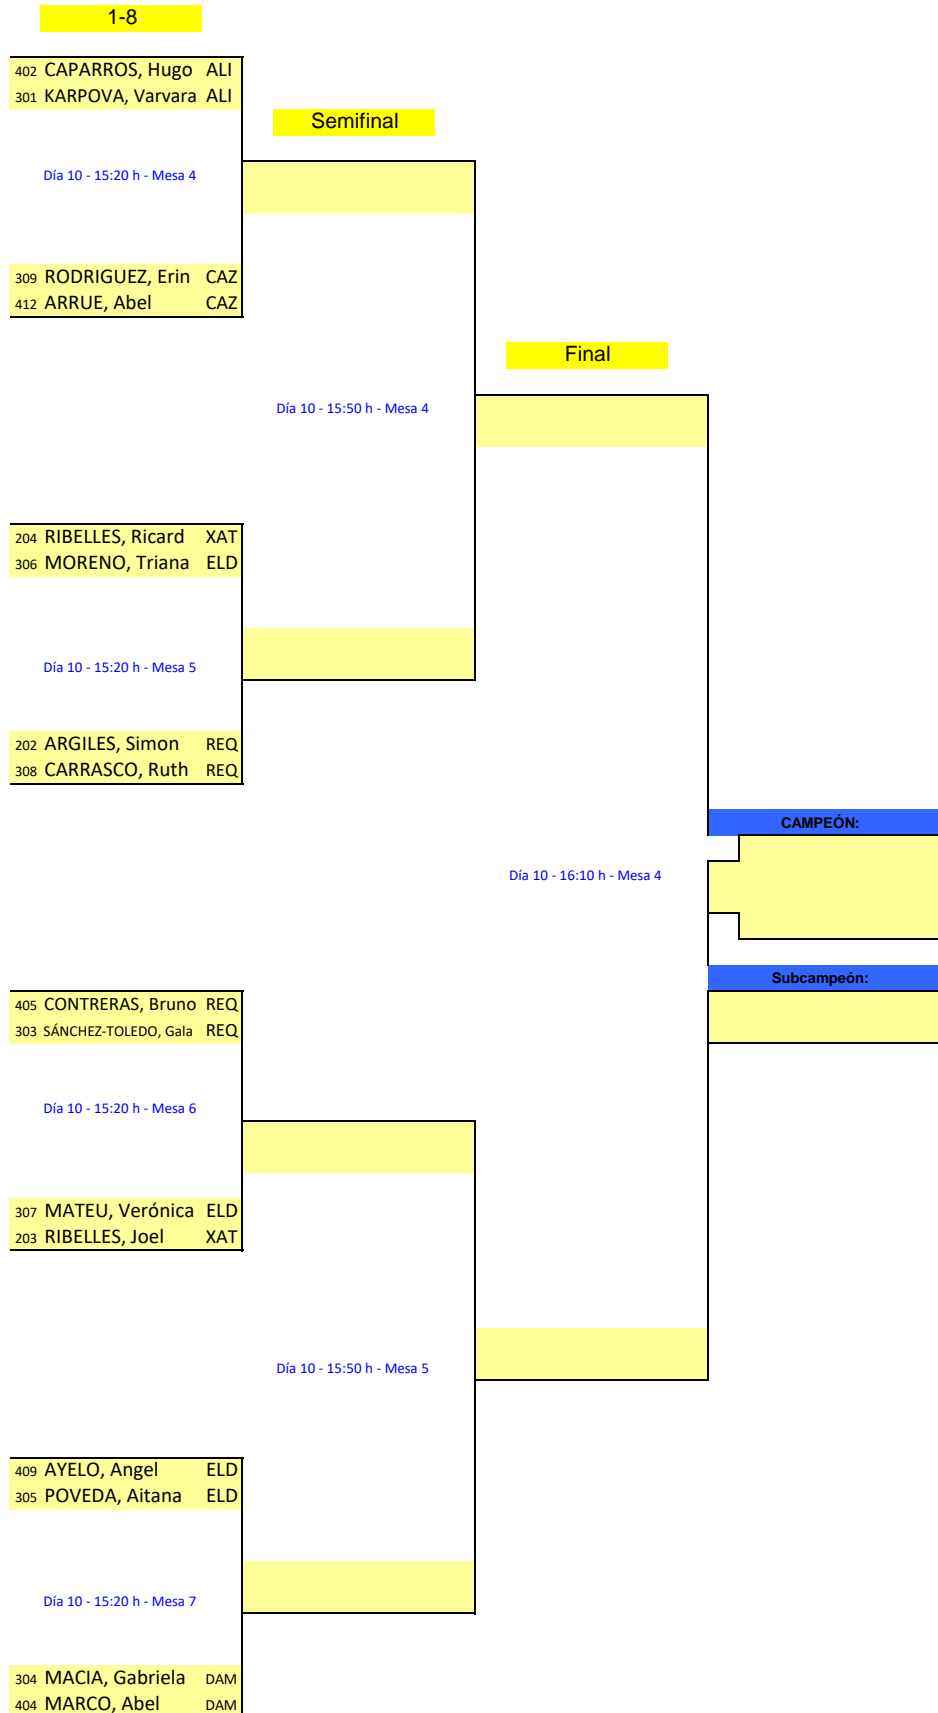 1-8
402 CAPARROS, Hugo ALI
301 KARPOVA, Varvara ALI
Semifinal
Día 10 - 15:20 h - Mesa 4
309 RODRIGUEZ, Erin CAZ
412 ARRUE, Abel CAZ
Final
Día 10 - 15:50 h - Mesa 4
204 RIBELLES, Ricard XAT
306 MORENO, Triana ELD
Día 10 - 15:20 h - Mesa 5
202 ARGILES, Simon REQ
308 CARRASCO, Ruth REQ
CAMPEÓN:
Día 10 - 16:10 h - Mesa 4
Subcampeón:
405 CONTRERAS, Bruno REQ
303 SÁNCHEZ-TOLEDO, Gala REQ
Día 10 - 15:20 h - Mesa 6
307 MATEU, Verónica ELD
203 RIBELLES, Joel XAT
Día 10 - 15:50 h - Mesa 5
409 AYELO, Angel ELD
305 POVEDA, Aitana ELD
Día 10 - 15:20 h - Mesa 7
304 MACIA, Gabriela DAM
404 MARCO, Abel DAM